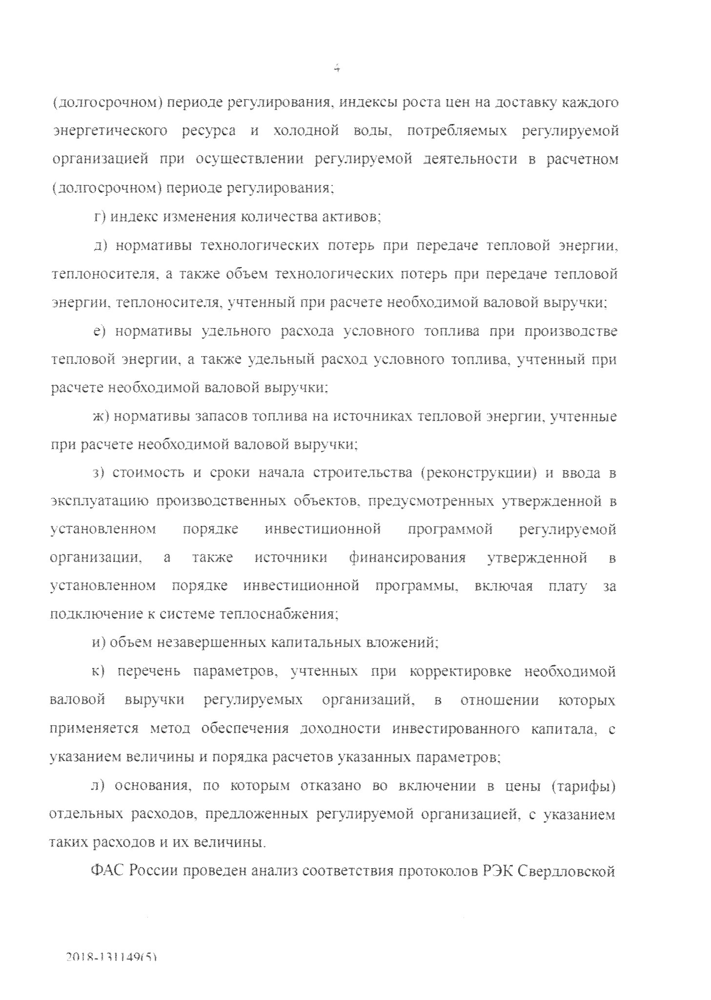 4
(долгосрочном) периоде регулирования, индексы роста цен на доставку каждого
энергетического ресурса и холодной воды, потребляемых регулируемой
организацией при осуществлении регулируемой деятельности в расчетном
(долгосрочном) периоде регулирования;
г) индекс изменения количества активов;
д) нормативы технологических потерь при передаче тепловой энергии,
теплоносителя, а также объем технологических потерь при передаче тепловой
энергии, теплоносителя, учтенный при расчете необходимой валовой выручки;
е) нормативы удельного расхода условного топлива при производстве
тепловой энергии, а также удельный расход условного топлива, учтенный при
расчете необходимой валовой выручки;
ж) нормативы запасов топлива на источниках тепловой энергии, учтенные
при расчете необходимой валовой выручки;
з) стоимость и сроки начала строительства (реконструкции) и ввода в
эксплуатацию производственных объектов, предусмотренных утвержденной в
установленном порядке инвестиционной программой регулируемой
организации, а также источники финансирования утвержденной в
установленном порядке инвестиционной программы, включая плату за
подключение к системе теплоснабжения;
и) объем незавершенных капитальных вложений;
к) перечень параметров, учтенных при корректировке необходимой
валовой выручки регулируемых организаций, в отношении которых
применяется метод обеспечения доходности инвестированного капитала, с
указанием величины и порядка расчетов указанных параметров;
л) основания, по которым отказано во включении в цены (тарифы)
отдельных расходов, предложенных регулируемой организацией, с указанием
таких расходов и их величины.
ФАС России проведен анализ соответствия протоколов РЭК Свердловской
2018-131149(5)